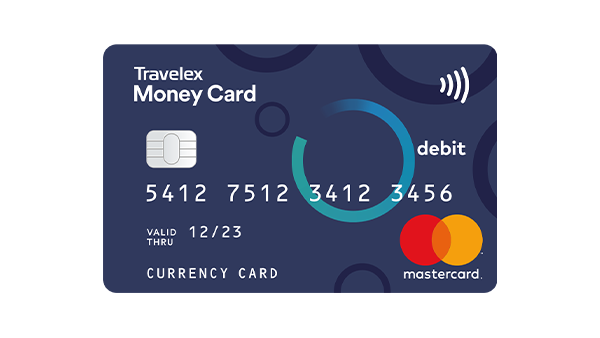 Travelex
Money Card
debit
5412 7512 3412 3456
VALID THRU 12/23
CURRENCY CARD
mastercard.